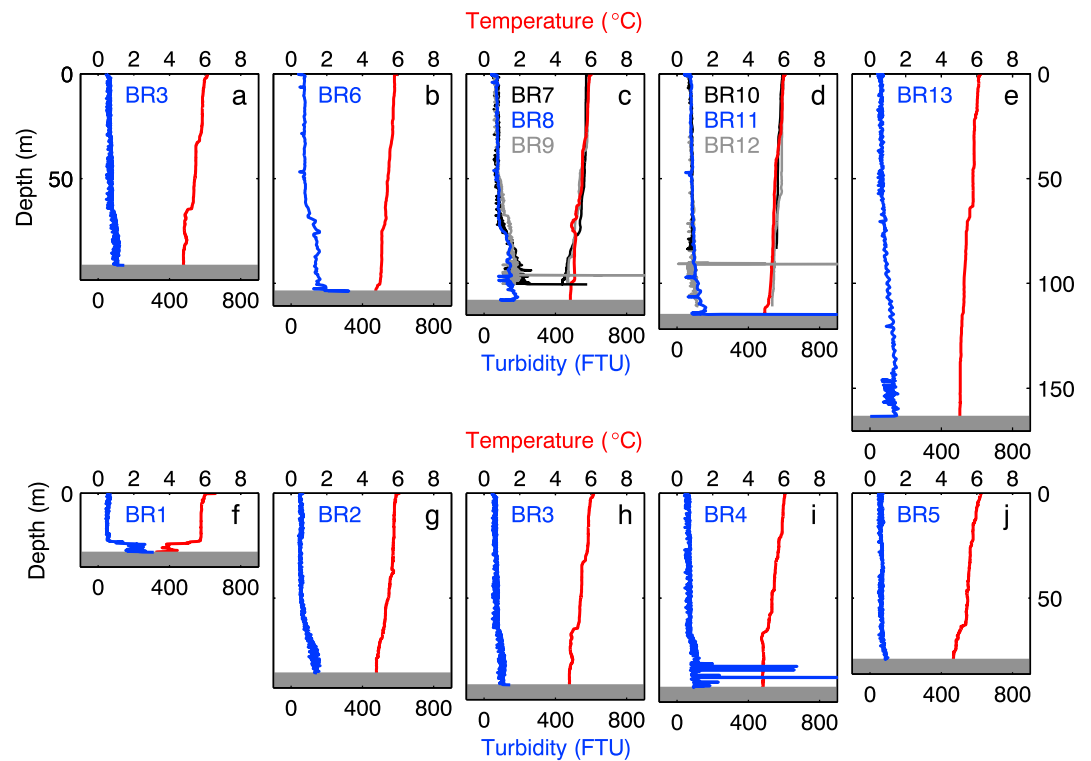 Temperature (°C)
0 2 4 6 8 0 2 4 6 8 0 2 4 6 8 0 2 4 6 8 0 2 4 6 8
0 BR3 a BR6 b BR7 c BR10 d BR13 e 0
BR8 BR11
BR9 BR12
Depth (m)
50 50
100
0 400 800 0 400 800 0 400 800 0 400 800
Turbidity (FTU)
150
0 400 800
Temperature (°C)
0 2 4 6 8 0 2 4 6 8 0 2 4 6 8 0 2 4 6 8 0 2 4 6 8
0 BR1 f BR2 g BR3 h BR4 i BR5 j 0
Depth (m)
0 400 800
50
0 400 800 0 400 800 0 400 800 0 400 800
Turbidity (FTU)